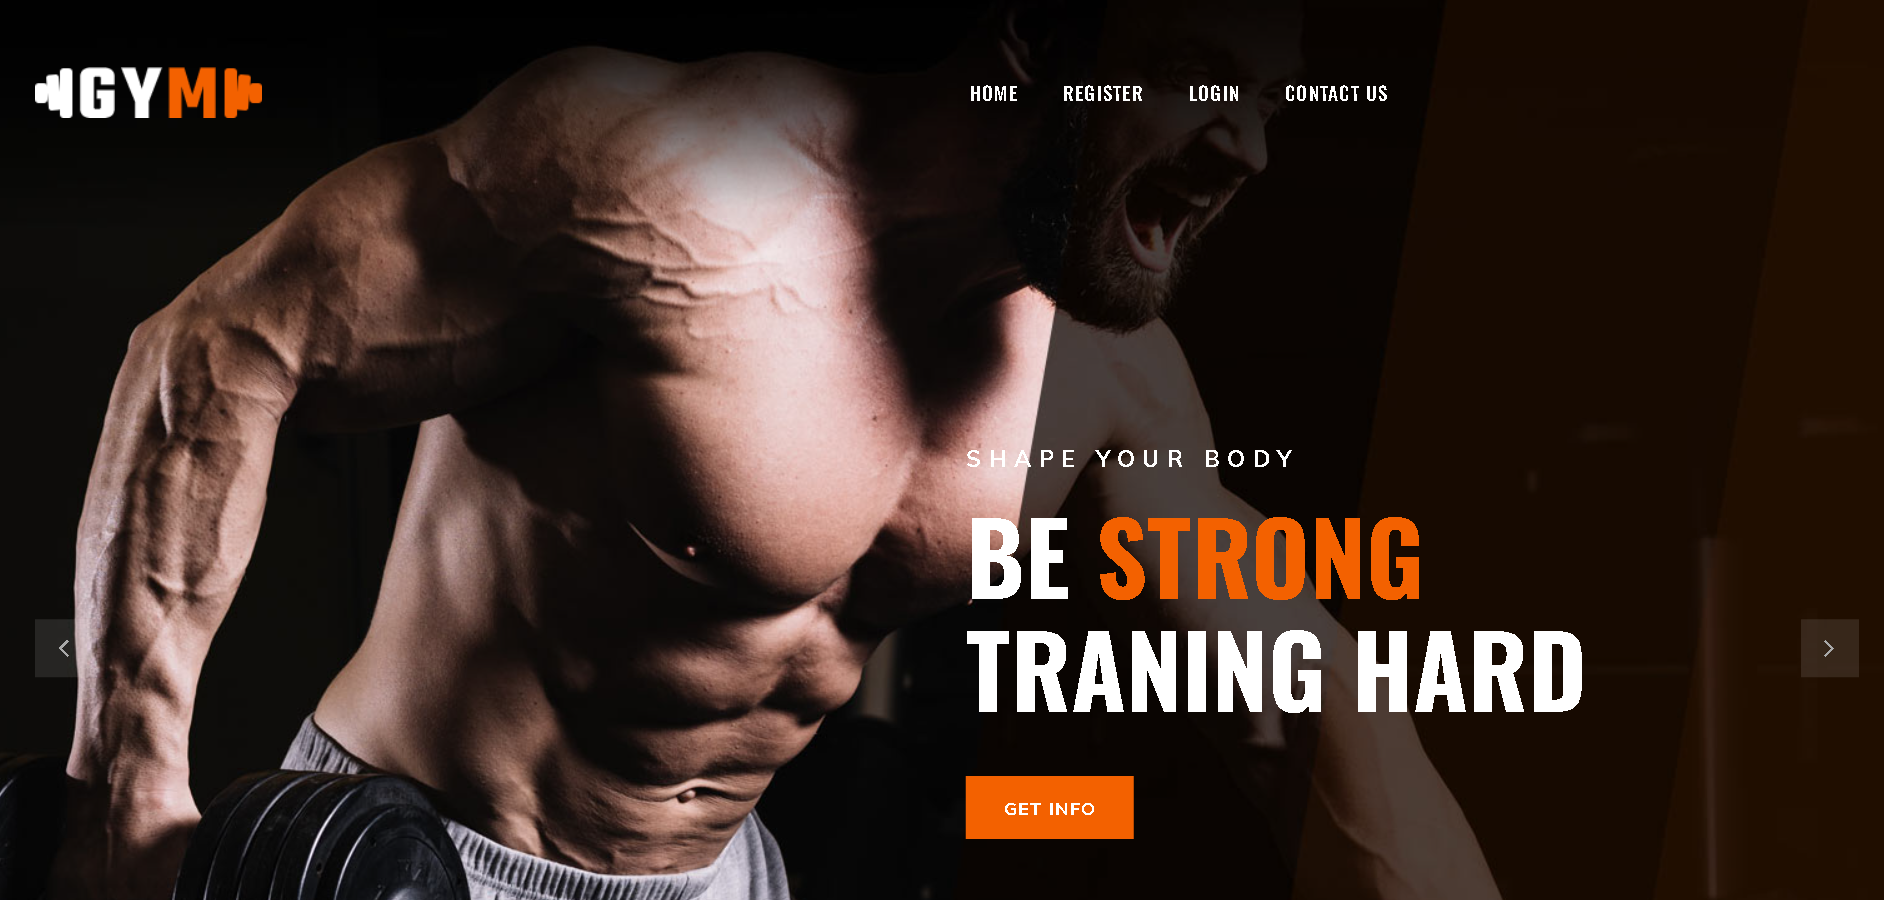 GYM
HOME REGISTER LOGIN CONTACT US
SHAPE YOUR BODY
BE STRONG
TRANING HARD
GET INFO